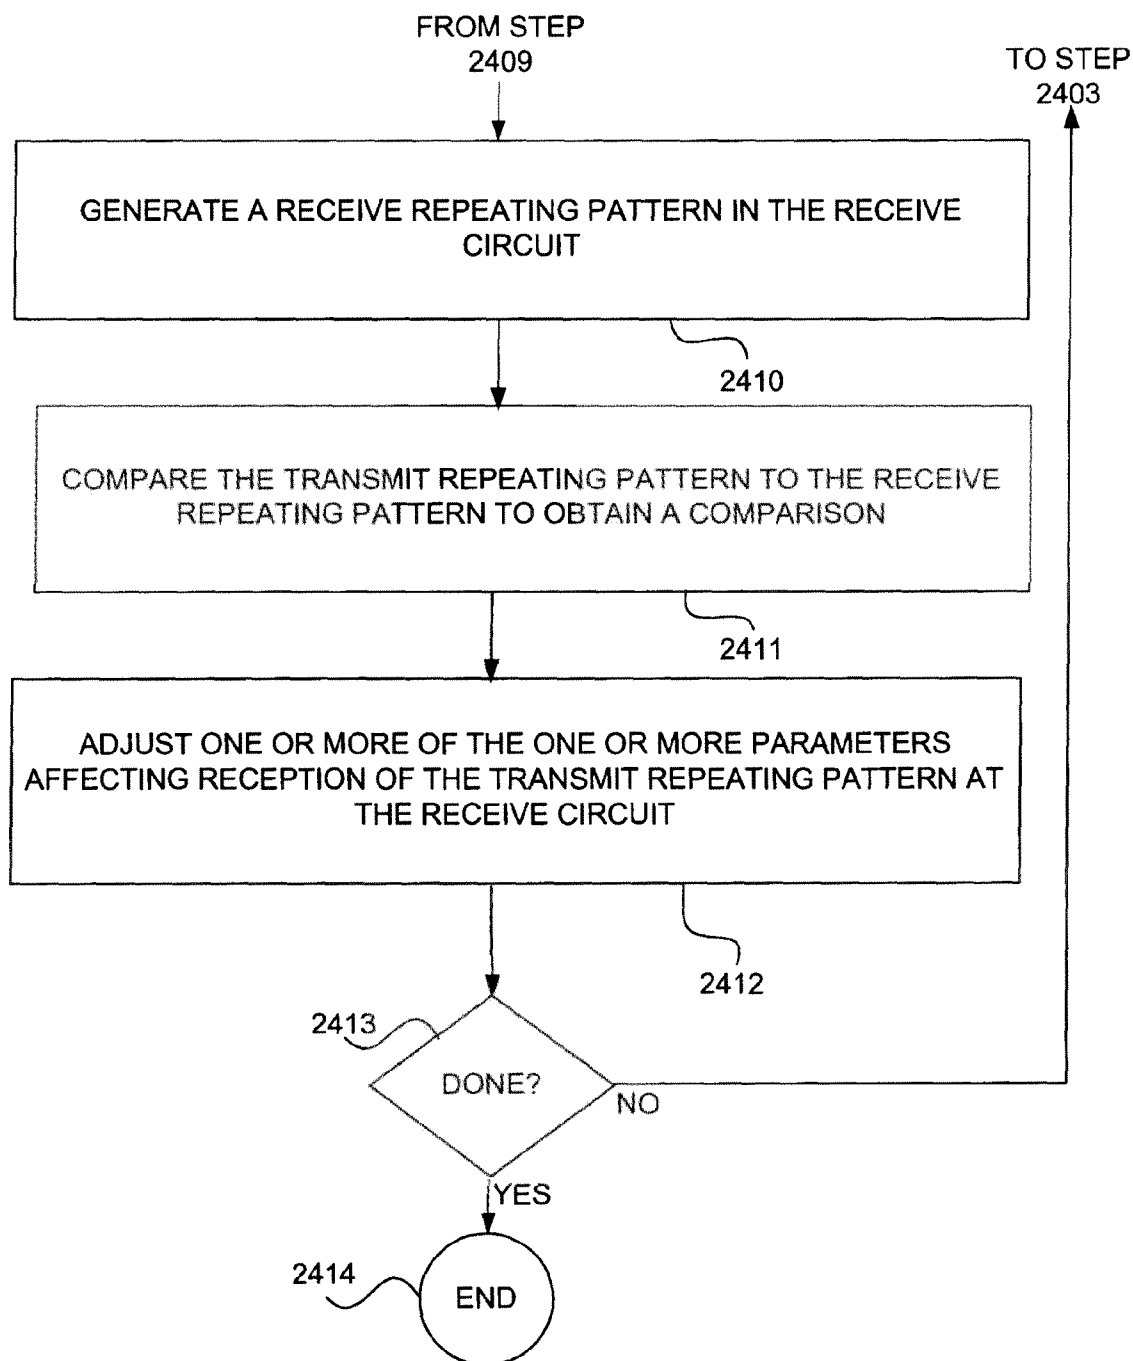 FROM STEP
2409
TO STEP
2403
GENERATE A RECEIVE REPEATING PATTERN IN THE RECEIVE
CIRCUIT
2410
COMPARE THE TRANSMIT REPEATING PATTERN TO THE RECEIVE
REPEATING PATTERN TO OBTAIN A COMPARISON
2411
ADJUST ONE OR MORE OF THE ONE OR MORE PARAMETERS
AFFECTING RECEPTION OF THE TRANSMIT REPEATING PATTERN AT
THE RECEIVE CIRCUIT
2412
2413
DONE?
NO
YES
2414
END